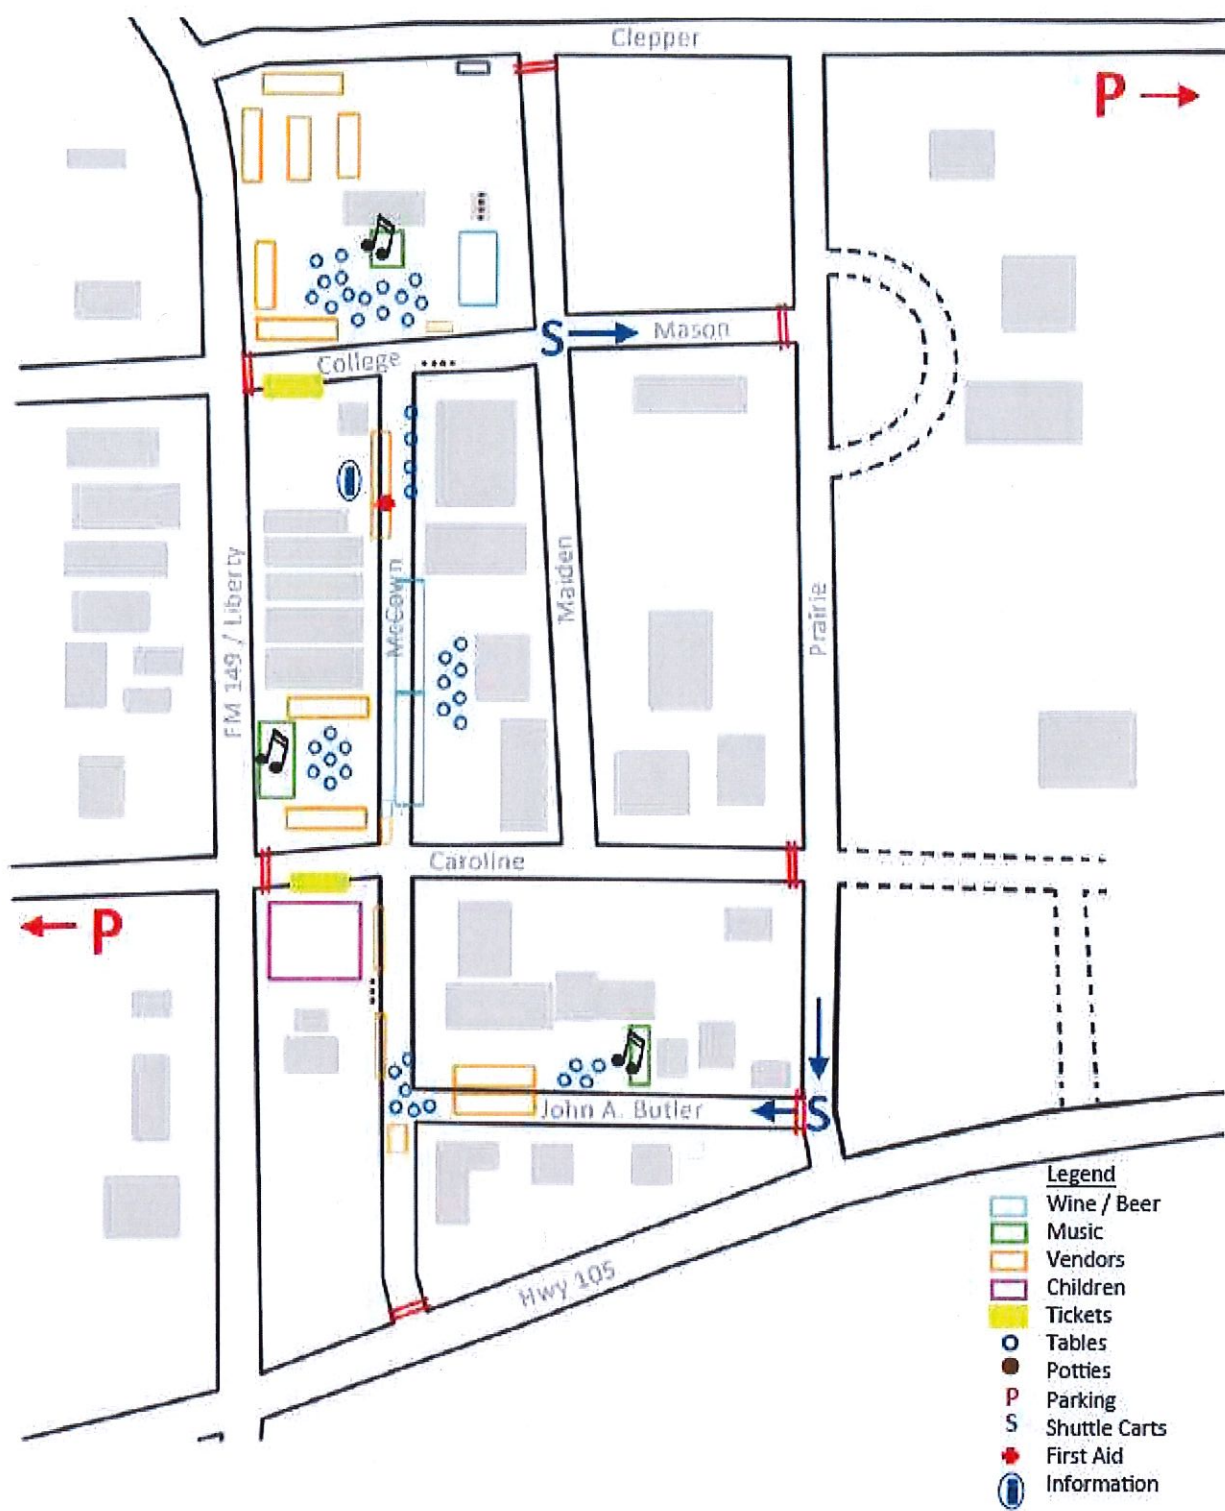 Clepper
P
S
Mason
College
FM 149 / Liberty
McCown
Maiden
Prairie
Caroline
P
John A. Butler
S
Hwy 105
Legend
Wine / Beer
Music
Vendors
Children
Tickets
Tables
Potties
P Parking
S Shuttle Carts
First Aid
Information